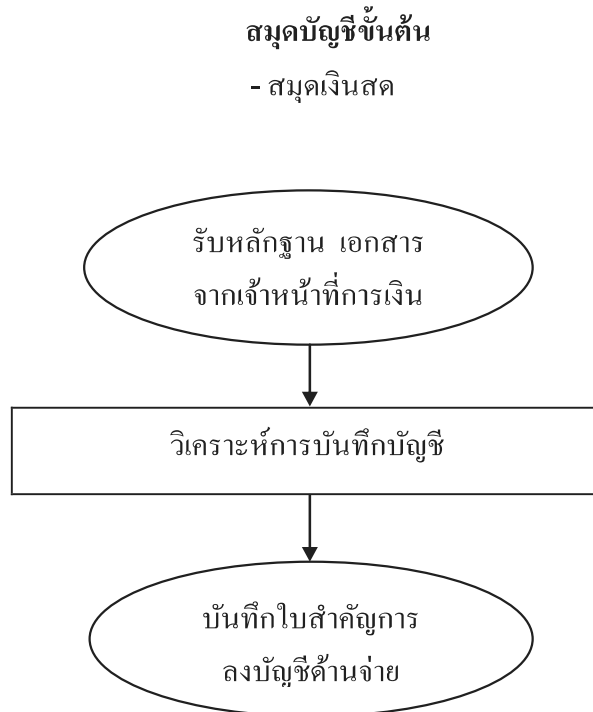 สมุดบัญชีขั้นต้น
- สมุดเงินสด
รับหลักฐาน เอกสาร
จากเจ้าหน้าที่การเงิน
วิเคราะห์การบันทึกบัญชี
บันทึกใบสำคัญการ
ลงบัญชีด้านจ่าย